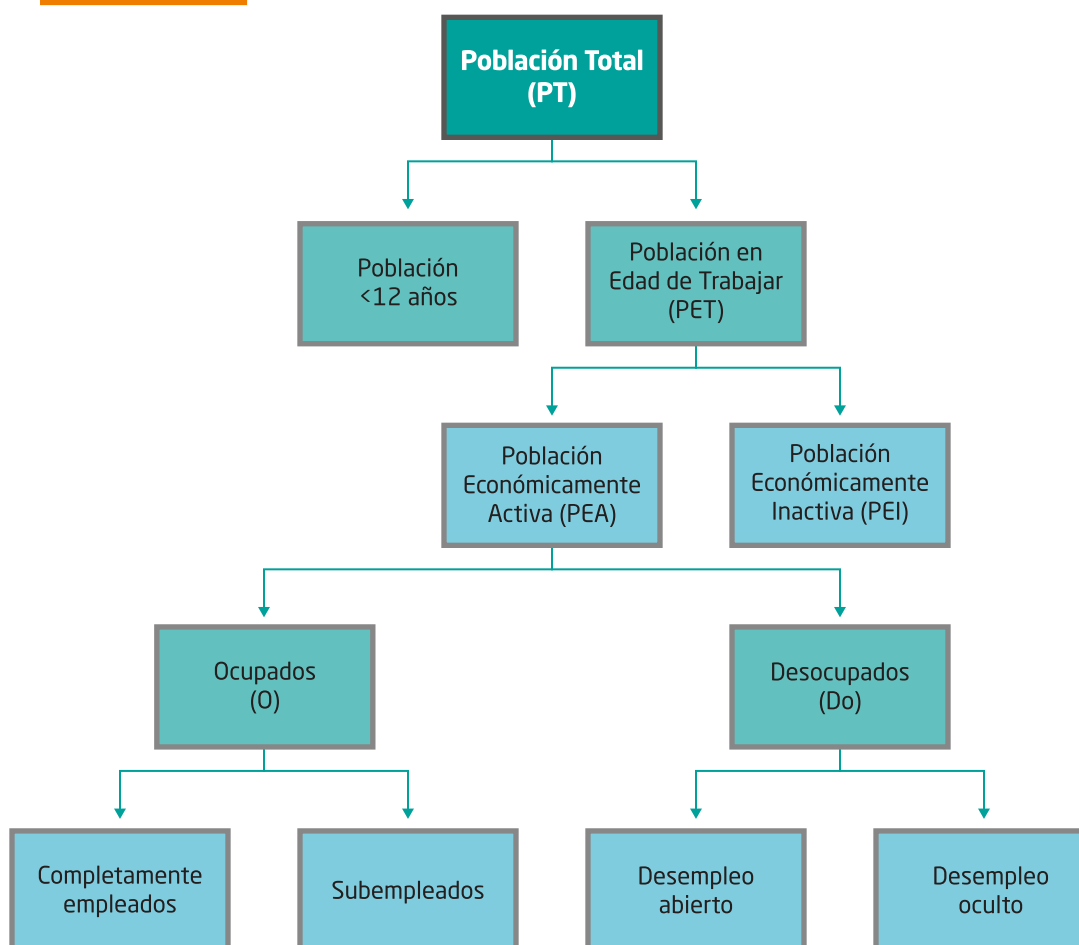 Población Total
(PT)
Población
<12 años
Población en
Edad de Trabajar
(PET)
Población
Económicamente
Activa (PEA)
Población
Económicamente
Inactiva (PEI)
Ocupados
(O)
Desocupados
(Do)
Completamente
empleados
Subempleados
Desempleo
abierto
Desempleo
oculto